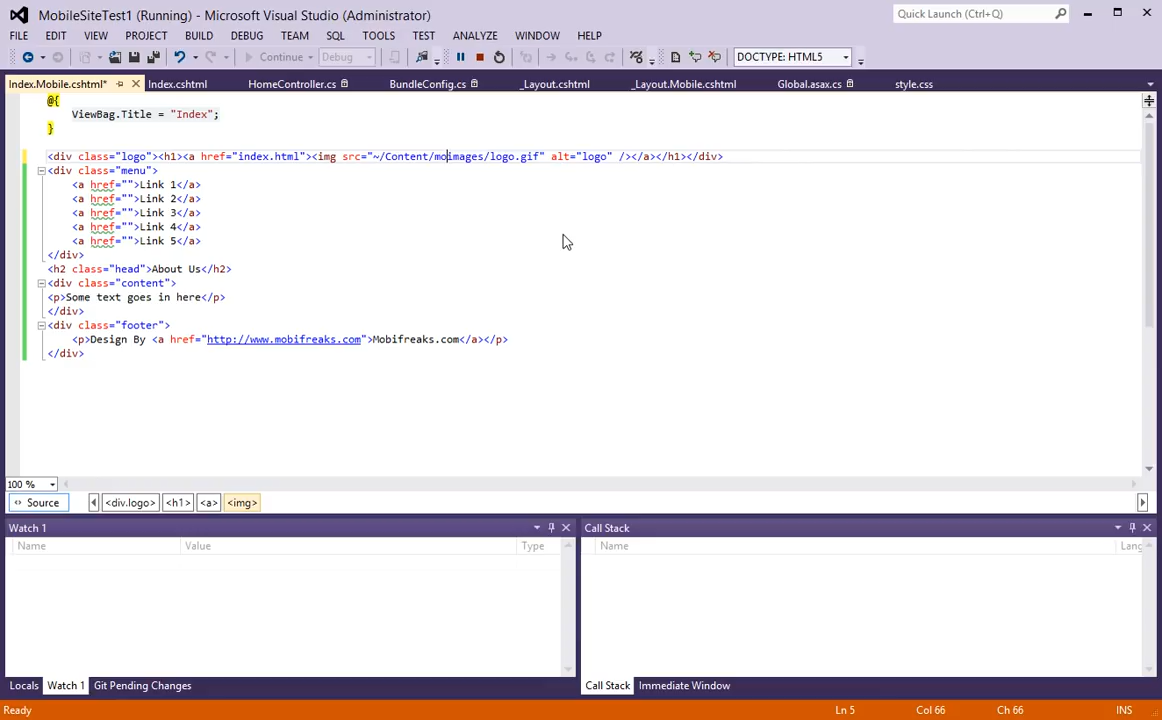 MobileSiteTest1 (Running) - Microsoft Visual Studio (Administrator)
Quick Launch (Ctrl+Q)
FILE EDIT VIEW PROJECT BUILD DEBUG TEAM SQL TOOLS TEST ANALYZE WINDOW HELP
Continue Debug DOCTYPE: HTML5
Index.Mobile.cshtml* Index.cshtml HomeController.cs BundleConfig.cs _Layout.cshtml _Layout.Mobile.cshtml Global.asax.cs style.css
@{
ViewBag.Title = "Index";
}
<div class="logo"><h1><a href="index.html"><img src="~/Content/moimages/logo.gif" alt="logo" /></a></h1></div>
<div class="menu">
<a href="">Link 1</a>
<a href="">Link 2</a>
<a href="">Link 3</a>
<a href="">Link 4</a>
<a href="">Link 5</a>
</div>
<h2 class="head">About Us</h2>
<div class="content">
<p>Some text goes in here</p>
</div>
<div class="footer">
<p>Design By <a href="http://www.mobifreaks.com">Mobifreaks.com</a></p>
</div>
100 %
Source <div.logo> <h1> <a> <img>
Watch 1 Call Stack
Name Value Type Name Lang
Locals Watch 1 Git Pending Changes Call Stack Immediate Window
Ready Ln 5 Col 66 Ch 66 INS